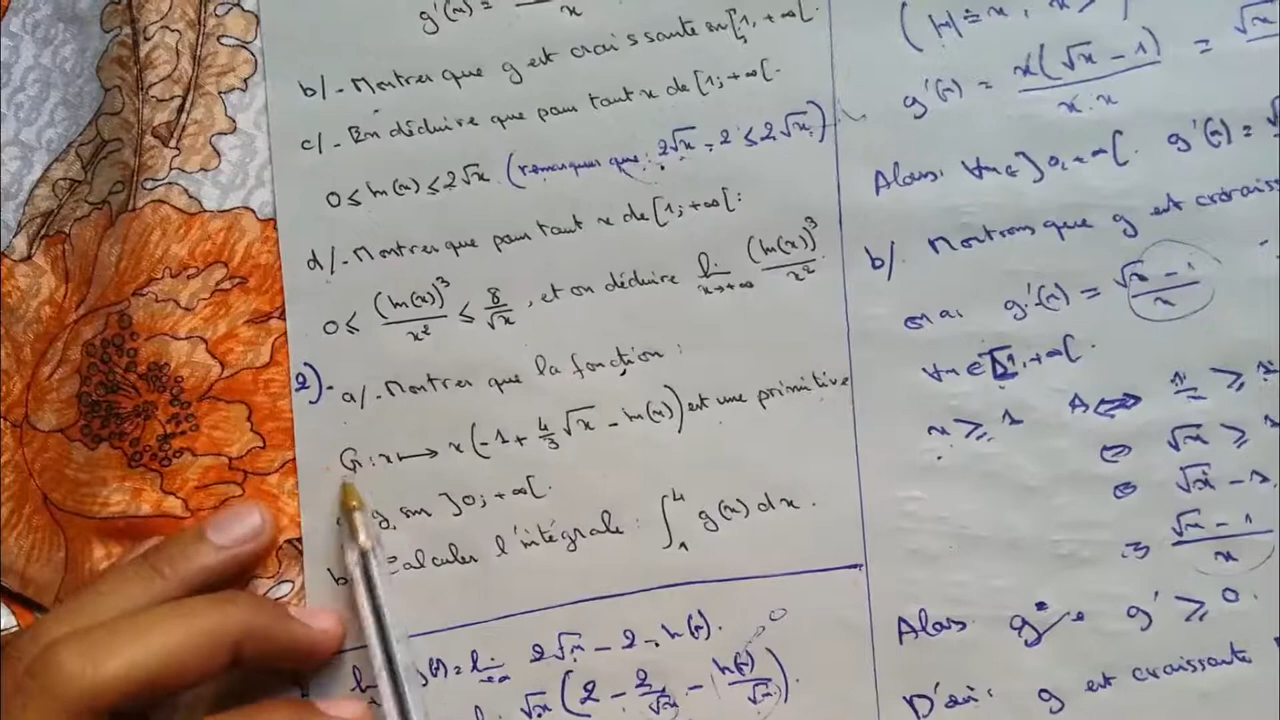 g'(x) = x
b/- Montrer que g est croissante sur [1; +∞[.
c/- En déduire que pour tout x de [1; +∞[.
0 ≤ ln(x) ≤ 2√x (remarquer que: 2√x - 2 ≤ 2√x)
d/- Montrer que pour tout x de [1; +∞[:
0 ≤ (ln(x))³/x² ≤ 8/√x, et en déduire lim x→+∞ (ln(x))³/x²
2)- a/- Montrer que la fonction:
G: x ↦ x(-1 + 4/3 √x - ln(x)) est une primitive
g sur ]0; +∞[.
b calculer l'intégrale: ∫₁⁴ g(x) dx.
= lim 2√x - 2 - ln(x).
√x (2 - 2/√x - ln(x)/√x). 0
g'(x) = x(√x - 1)/x.x = √x
Alors: ∀x∈]0, +∞[. g'(x) =
b/ Montrons que g est croissante
on a: g'(x) = √x - 1/x
∀x∈[1, +∞[.
x ≥ 1 ⟺ √x ≥
⟺ √x ≥ 1
⟺ √x - 1
⟹ √x - 1/x
Alors g' ≥ 0.
D'où: g est croissante